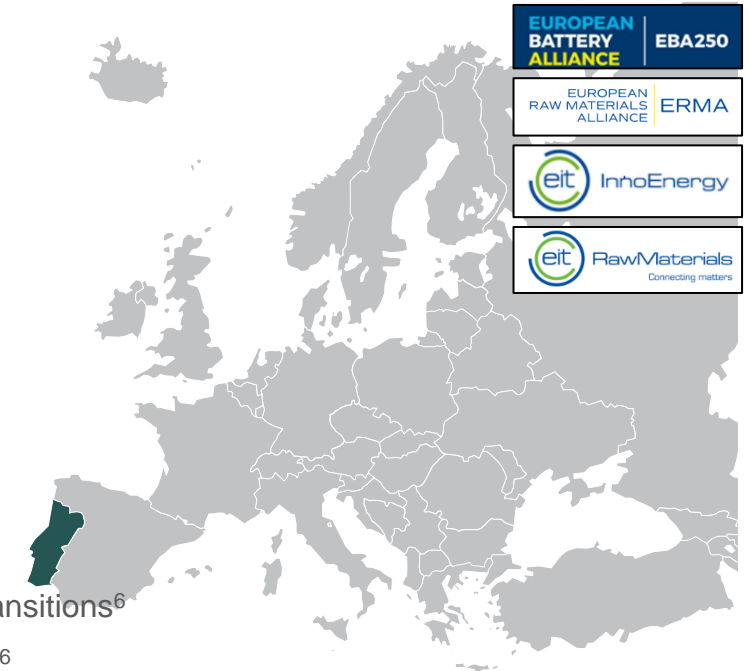 EUROPEAN
BATTERY
ALLIANCE
EBA250
EUROPEAN
RAW MATERIALS
ALLIANCE
ERMA
eit InnoEnergy
eit RawMaterials
Connecting matters
ansitions⁶
6